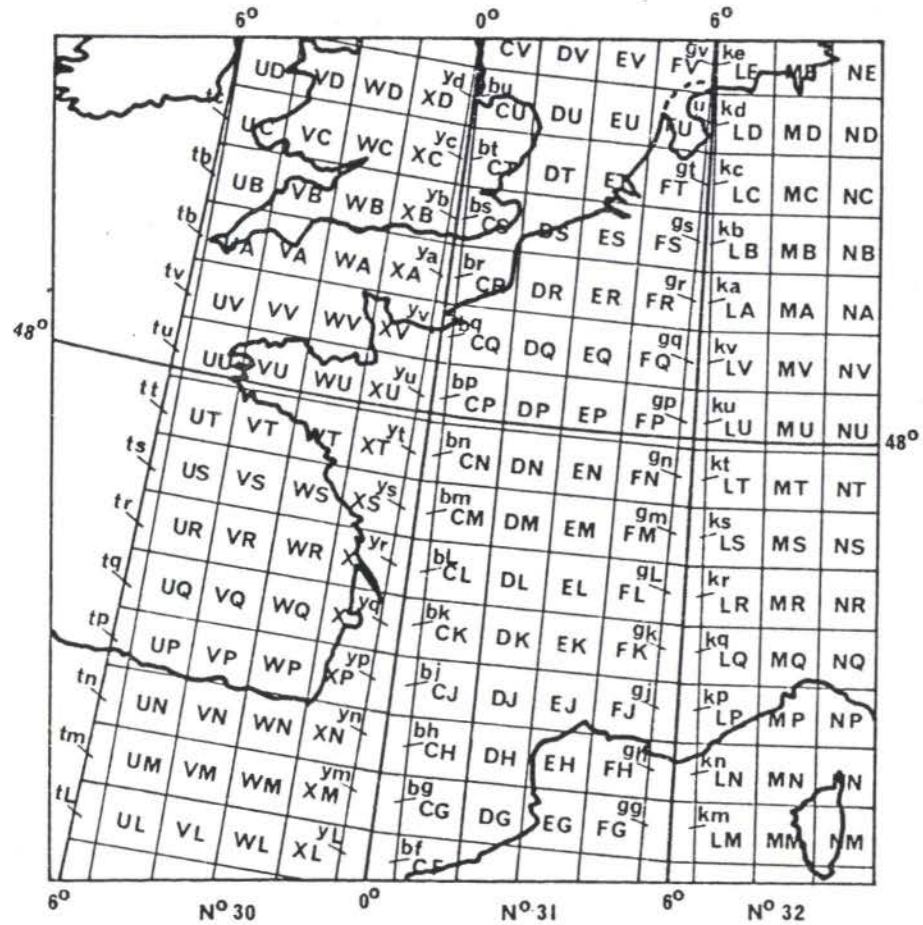 6° 0° 6°
UD VD WD yd XD bu CV DV EV gv FV ke LE ME NE
tc UC VC WC yc XC bt CU DU EU u U kd LD MD ND
tb UB VB WB yb XB bs CT DT ET gt FT kc LC MC NC
tb UA VA WA ya XA br CS DS ES gs FS kb LB MB NB
tv UV VV WV yv XV bq CR DR ER gr FR ka LA MA NA
48° tu UU VU WU yu XU bp CQ DQ EQ gq FQ kv LV MV NV
tt UT VT WT yt XT bn CP DP EP gp FP ku LU MU NU 48°
ts US VS WS ys XS bm CN DN EN gn FN kt LT MT NT
tr UR VR WR yr X bL CM DM EM gm FM ks LS MS NS
tq UQ VQ WQ yq X bk CL DL EL gL FL kr LR MR NR
tp UP VP WP yp XP bj CK DK EK gk FK kq LQ MQ NQ
tn UN VN WN yn XN bh CJ DJ EJ gj FJ kp LP MP NP
tm UM VM WM ym XM bg CH DH EH gh FH kn LN MN NN
tL UL VL WL yL XL bf CG DG EG gg FG km LM MM NM
CF
6° N° 30 0° N° 31 6° N° 32